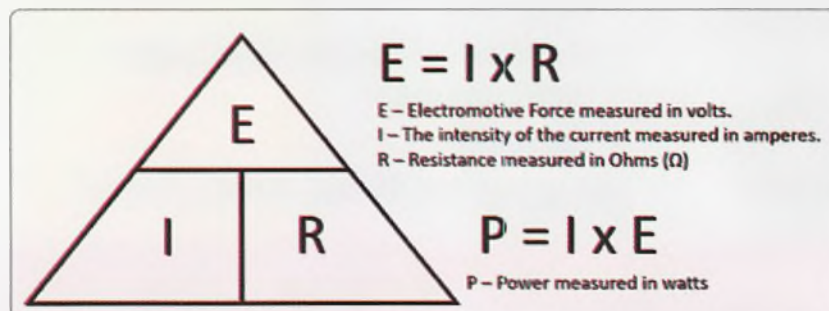 E
I
R
E = I x R
E – Electromotive Force measured in volts.
I – The intensity of the current measured in amperes.
R – Resistance measured in Ohms (Ω)
P = I x E
P – Power measured in watts